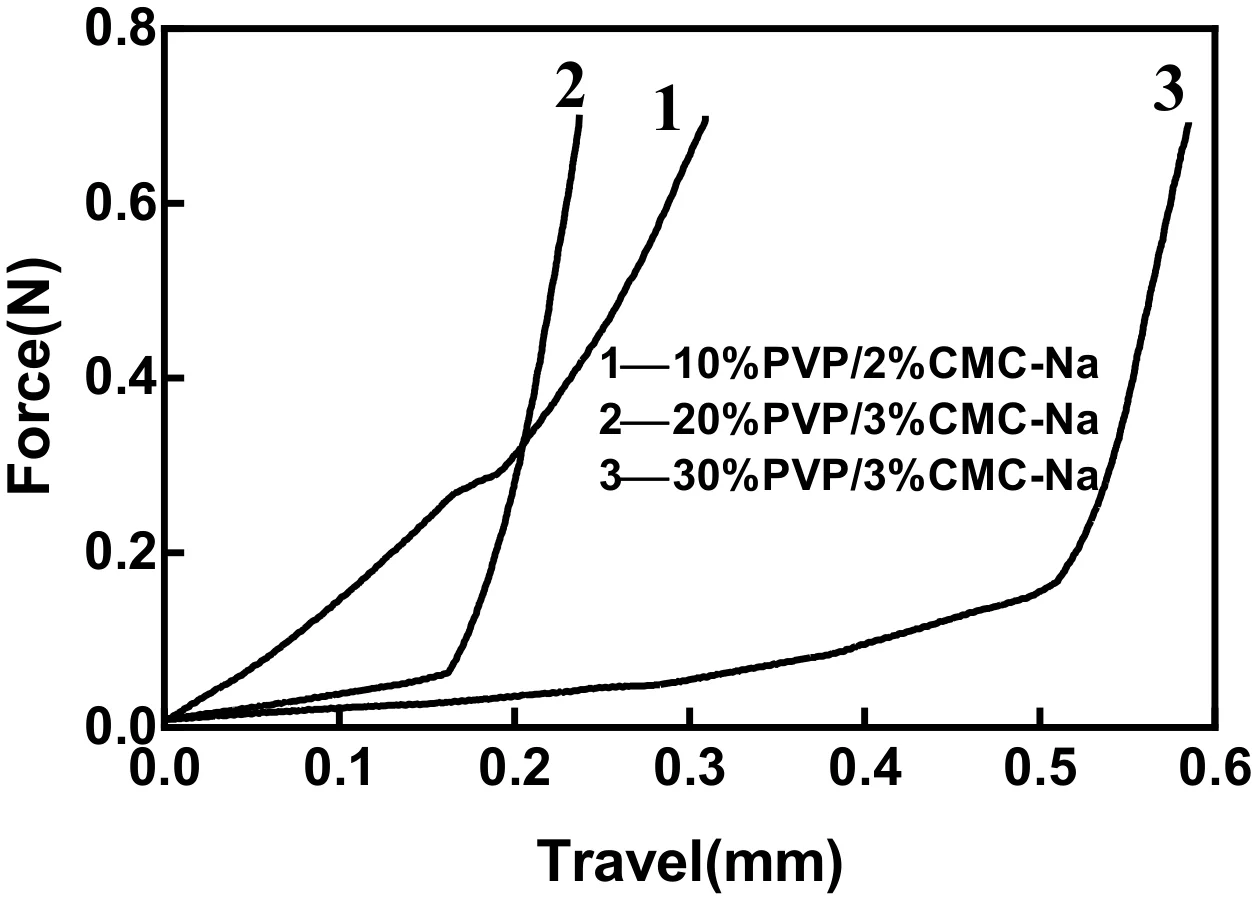 0.8
2
1
3
0.6
Force(N)
1—10%PVP/2%CMC-Na
0.4
2—20%PVP/3%CMC-Na
3—30%PVP/3%CMC-Na
0.2
0.0
0.0 0.1 0.2 0.3 0.4 0.5 0.6
Travel(mm)